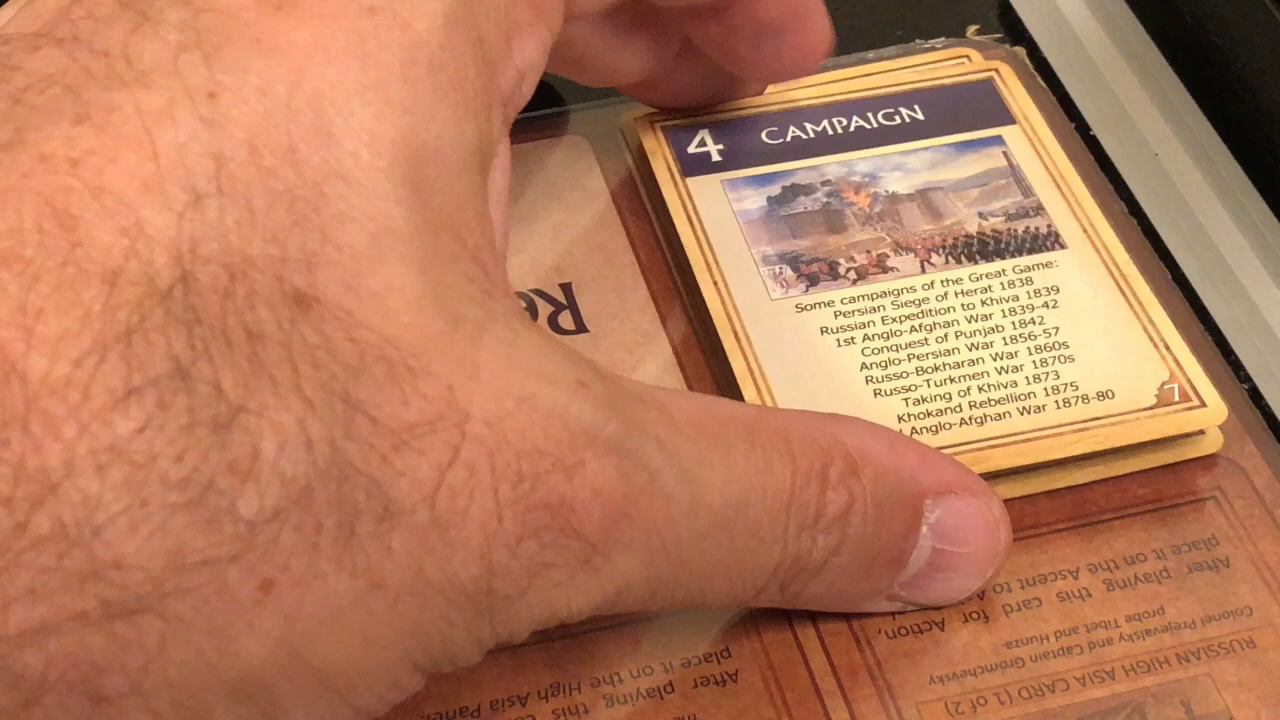 4 CAMPAIGN
Some campaigns of the Great Game:
Persian Siege of Herat 1838
Russian Expedition to Khiva 1839
1st Anglo-Afghan War 1839-42
Conquest of Punjab 1842
Anglo-Persian War 1856-57
Russo-Bokharan War 1860s
Russo-Turkmen War 1870s
Taking of Khiva 1873
Khokand Rebellion 1875
Anglo-Afghan War 1878-80
7
RUSSIAN HIGH ASIA CARD (1 of 2)
Colonel Prejevalsky and Captain Gromchevsky
probe Tibet and Hunza.
After playing this card for Action,
place it on the Ascent to
After playing this
place it on the High Asia Panel,